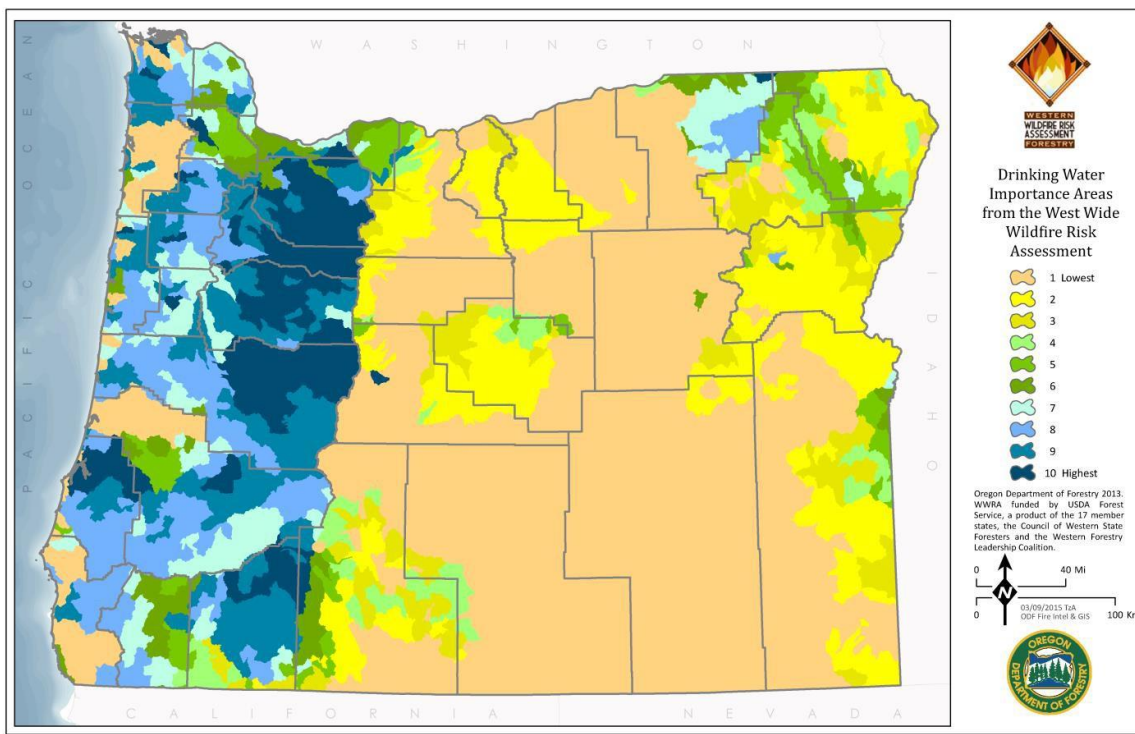 WASHINGTON
PACIFIC OCEAN
IDAHO
CALIFORNIA
NEVADA
WESTERN
WILDFIRE RISK
ASSESSMENT
FORESTRY
Drinking Water
Importance Areas
from the West Wide
Wildfire Risk
Assessment
1 Lowest
2
3
4
5
6
7
8
9
10 Highest
Oregon Department of Forestry 2013.
WWRA funded by USDA Forest
Service, a product of the 17 member
states, the Council of Western State
Foresters and the Western Forestry
Leadership Coalition.
0 40 Mi
N
03/09/2015 TzA
ODF Fire Intel & GIS
0 100 Km
OREGON
DEPARTMENT OF FORESTRY